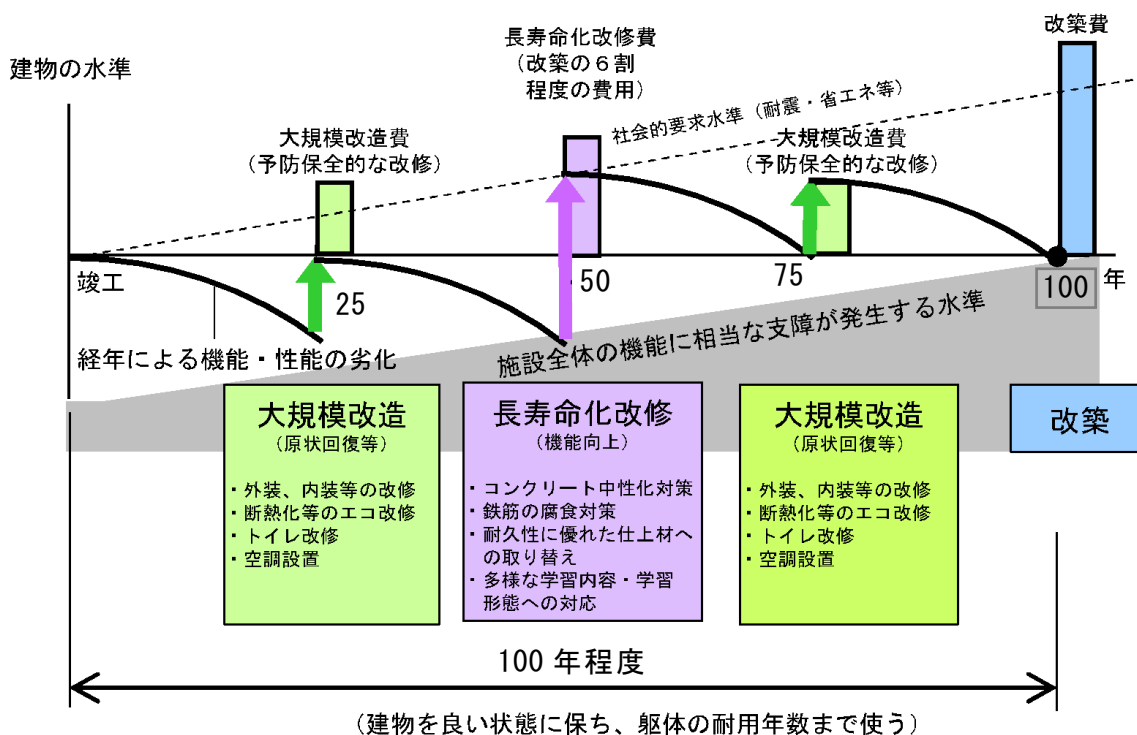 改築費
長寿命化改修費
（改築の６割
程度の費用）
建物の水準
社会的要求水準（耐震・省エネ等）
大規模改造費
（予防保全的な改修）
大規模改造費
（予防保全的な改修）
竣工
25
50
75
100
年
経年による機能・性能の劣化
施設全体の機能に相当な支障が発生する水準
大規模改造
（原状回復等）
・外装、内装等の改修
・断熱化等のエコ改修
・トイレ改修
・空調設置
長寿命化改修
（機能向上）
・コンクリート中性化対策
・鉄筋の腐食対策
・耐久性に優れた仕上材へ
の取り替え
・多様な学習内容・学習
形態への対応
大規模改造
（原状回復等）
・外装、内装等の改修
・断熱化等のエコ改修
・トイレ改修
・空調設置
改築
100 年程度
（建物を良い状態に保ち、躯体の耐用年数まで使う）